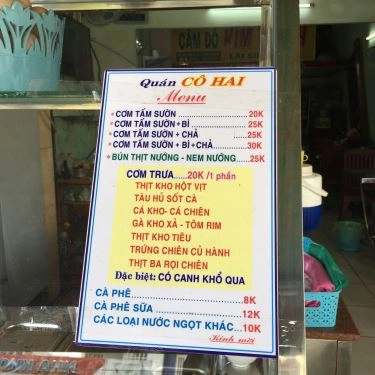 CẦM ĐỒ KIM
Quán CÔ HAI
Menu
* CƠM TẤM SƯỜN ..................20K
* CƠM TẤM SƯỜN + BÌ .............25K
* CƠM TẤM SƯỜN + CHẢ ......25K
* CƠM TẤM SƯỜN + BÌ+CHẢ.......30K
* BÚN THỊT NƯỚNG - NEM NƯỚNG.....25K
CƠM TRƯA.......20K /1 phần
THỊT KHO HỘT VỊT
TÀU HỦ SỐT CÀ
CÁ KHO- CÁ CHIÊN
GÀ KHO XẢ - TÔM RIM
THỊT KHO TIÊU
TRỨNG CHIÊN CỦ HÀNH
THỊT BA RỌI CHIÊN
Đặc biệt: CÓ CANH KHỔ QUA
CÀ PHÊ..............................8K
CÀ PHÊ SỮA .....................12K
CÁC LOẠI NƯỚC NGỌT KHÁC...10K
Kính mời